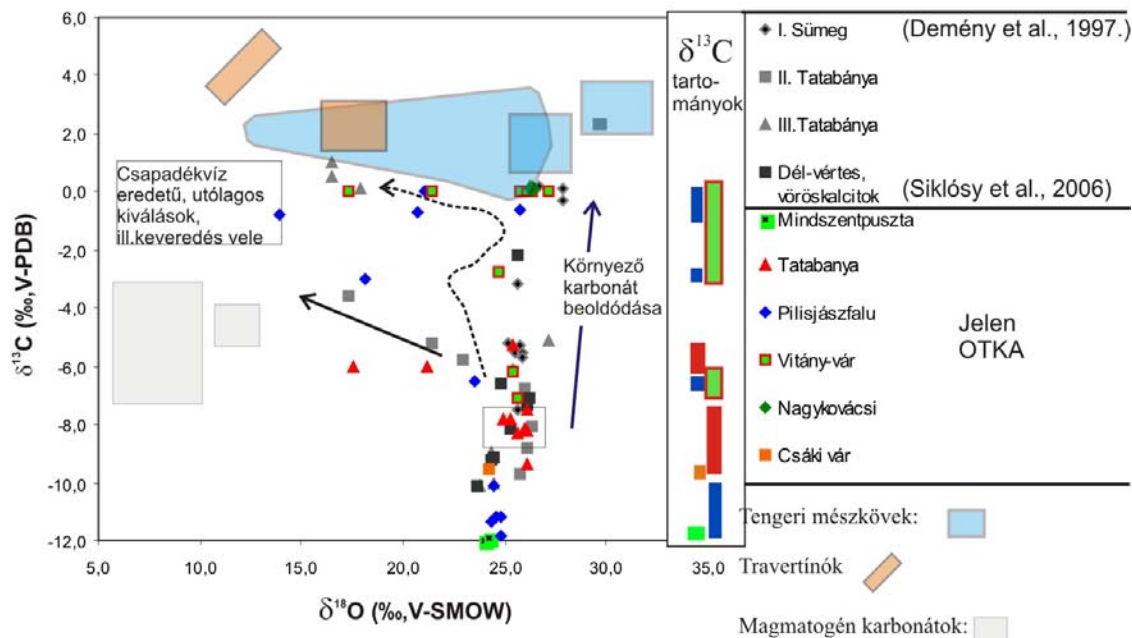 6,0
4,0
2,0
0,0
-2,0
-4,0
-6,0
-8,0
-10,0
-12,0
δ13C (‰,V-PDB)
5,0
10,0
15,0
20,0
25,0
30,0
35,0
δ18O (‰,V-SMOW)
Csapadékvíz
eredetű, utólagos
kiválások,
ill.keveredés vele
Környező
karbonát
beoldódása
δ13C
tarto-
mányok
I. Sümeg
(Demény et al., 1997.)
II. Tatabánya
III.Tatabánya
Dél-vértes,
vöröskalcitok
(Siklósy et al., 2006)
Mindszentpuszta
Tatabanya
Pilisjászfalu
Vitány-vár
Nagykovácsi
Csáki vár
Jelen
OTKA
Tengeri mészkövek:
Travertínók
Magmatogén karbonátok: